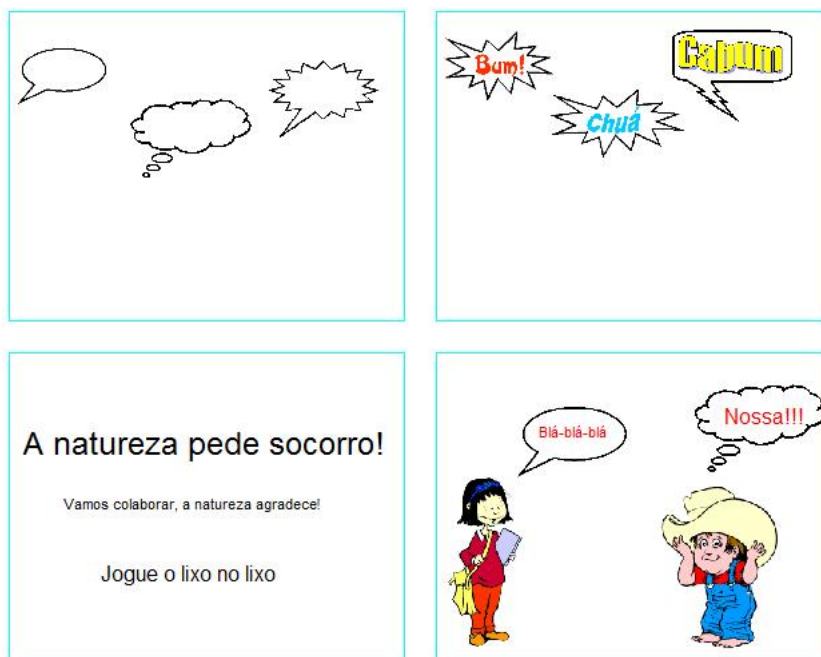 Bum!
Chuá
Cabum
A natureza pede socorro!
Vamos colaborar, a natureza agradece!
Jogue o lixo no lixo
Blá-blá-blá
Nossa!!!